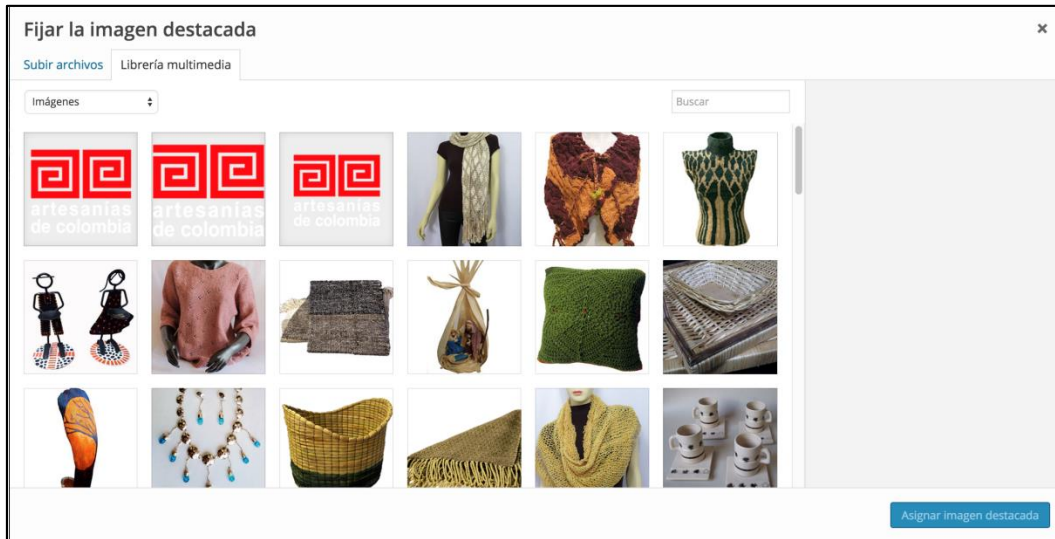 Fijar la imagen destacada
×
Subir archivos Librería multimedia
Imágenes
Buscar
artesanías
de colombia
artesanías
de colombia
artesanías
de colombia
Asignar imagen destacada